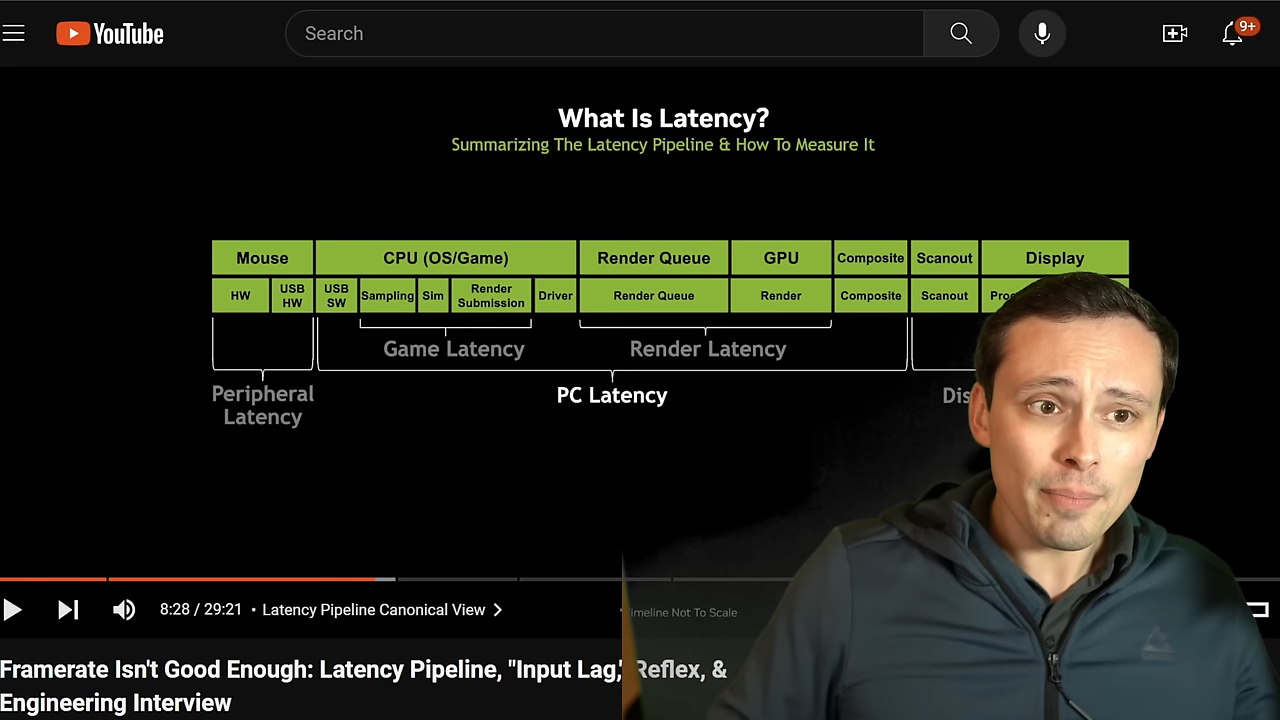 YouTube
Search
9+
What Is Latency?
Summarizing The Latency Pipeline & How To Measure It
Mouse CPU (OS/Game) Render Queue GPU Composite Scanout Display
HW USB HW USB SW Sampling Sim Render Submission Driver Render Queue Render Composite Scanout
Game Latency Render Latency
Peripheral Latency PC Latency
8:28 / 29:21 • Latency Pipeline Canonical View
Timeline Not To Scale
Framerate Isn't Good Enough: Latency Pipeline, "Input Lag," Reflex, &
Engineering Interview